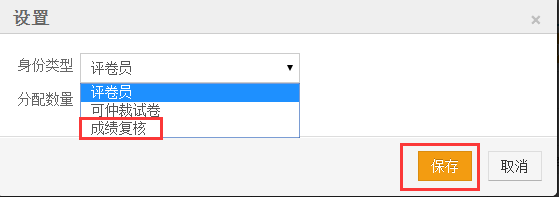 设置
×
身份类型 评卷员 ▼
评卷员
分配数量
可仲裁试卷
成绩复核
保存 取消